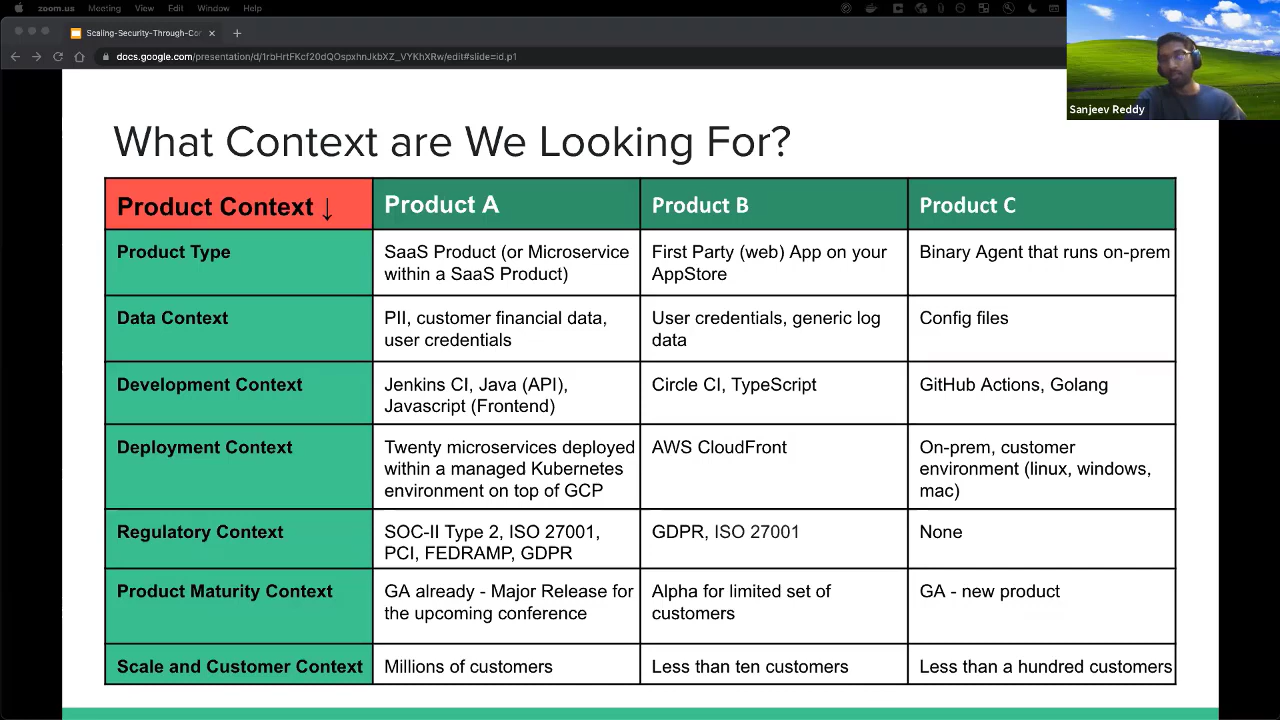 zoom.us Meeting View Edit Window Help
Scaling-Security-Through-Cor
docs.google.com/presentation/d/1rbHrtFKcf20dQOspxhnJkbXZ_VYKhXRw/edit#slide=id.p1
Sanjeev Reddy
What Context are We Looking For?
Product Context ↓ Product A Product B Product C
Product Type SaaS Product (or Microservice First Party (web) App on your Binary Agent that runs on-prem
within a SaaS Product) AppStore
Data Context PII, customer financial data, User credentials, generic log Config files
user credentials data
Development Context Jenkins CI, Java (API), Circle CI, TypeScript GitHub Actions, Golang
Javascript (Frontend)
Deployment Context Twenty microservices deployed AWS CloudFront On-prem, customer
within a managed Kubernetes environment (linux, windows,
environment on top of GCP mac)
Regulatory Context SOC-II Type 2, ISO 27001, GDPR, ISO 27001 None
PCI, FEDRAMP, GDPR
Product Maturity Context GA already - Major Release for Alpha for limited set of GA - new product
the upcoming conference customers
Scale and Customer Context Millions of customers Less than ten customers Less than a hundred customers